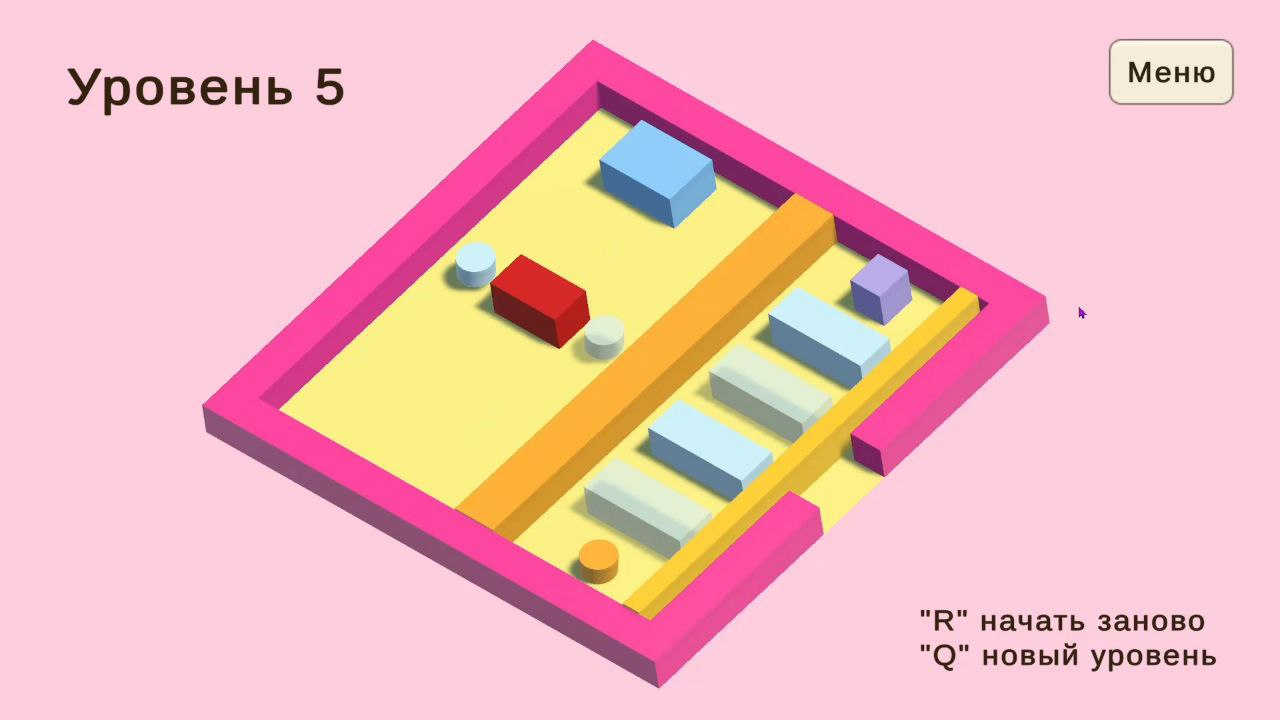 Уровень 5
Меню
"R" начать заново
"Q" новый уровень